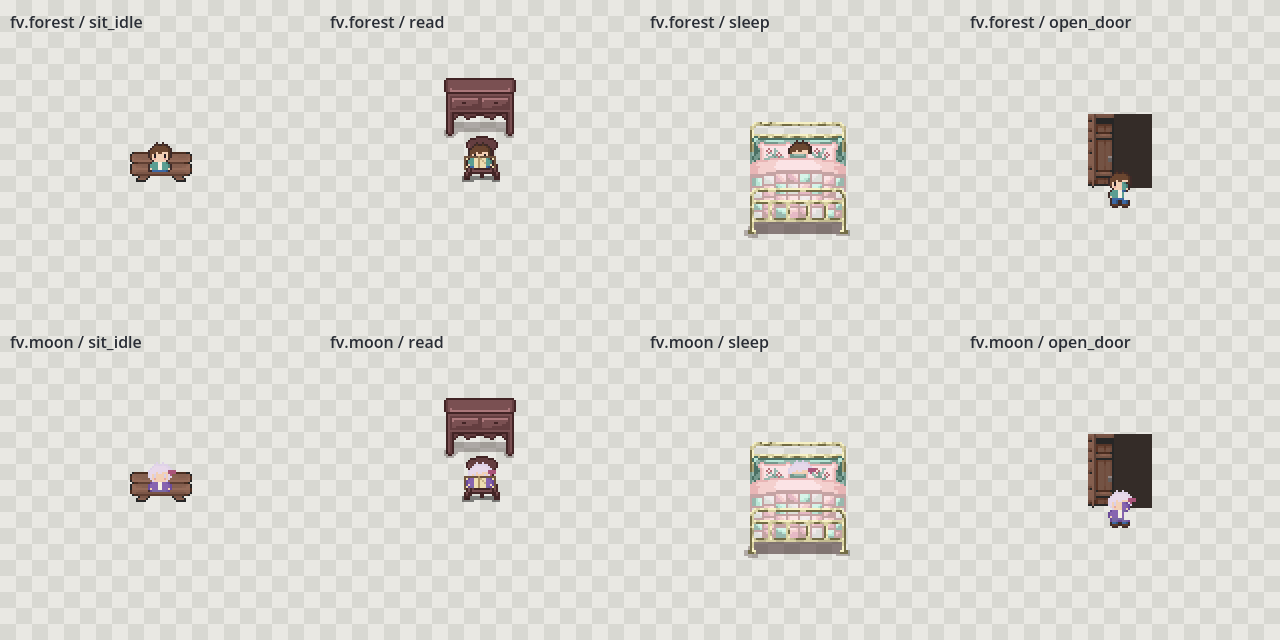 fv.forest / sit_idle
fv.forest / read
fv.forest / sleep
fv.forest / open_door
fv.moon / sit_idle
fv.moon / read
fv.moon / sleep
fv.moon / open_door